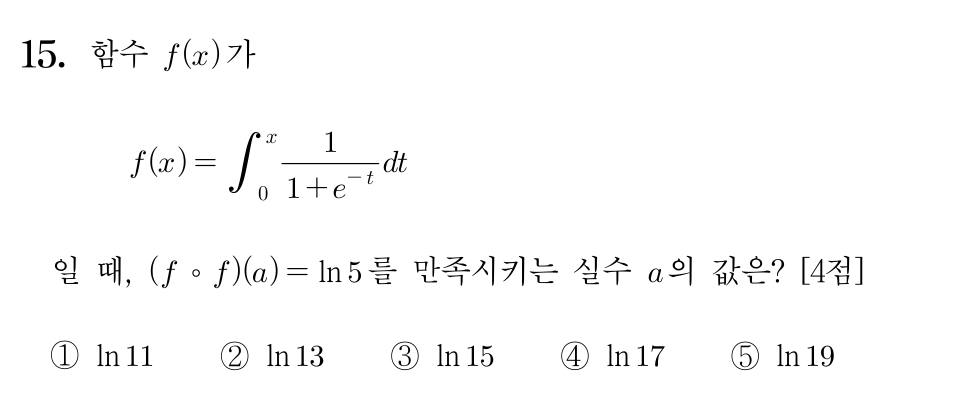 15. 함수 f(x)가
f(x) = ∫₀ˣ 1/(1+e⁻ᵗ) dt
일 때, (f ∘ f)(a) = ln 5를 만족시키는 실수 a의 값은? [4점]
① ln 11 ② ln 13 ③ ln 15 ④ ln 17 ⑤ ln 19